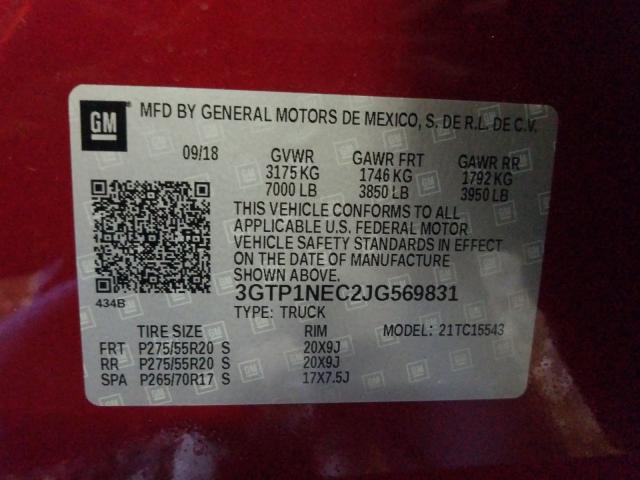 GM
MFD BY GENERAL MOTORS DE MEXICO, S. DE R.L. DE C.V.
09/18 GVWR GAWR FRT GAWR RR
3175 KG 1746 KG 1792 KG
7000 LB 3850 LB 3950 LB
THIS VEHICLE CONFORMS TO ALL
APPLICABLE U.S. FEDERAL MOTOR
VEHICLE SAFETY STANDARDS IN EFFECT
ON THE DATE OF MANUFACTURE
SHOWN ABOVE.
434B 3GTP1NEC2JG569831
TYPE: TRUCK
TIRE SIZE RIM MODEL: 21TC15543
FRT P275/55R20 S 20X9J
RR P275/55R20 S 20X9J
SPA P265/70R17 S 17X7.5J